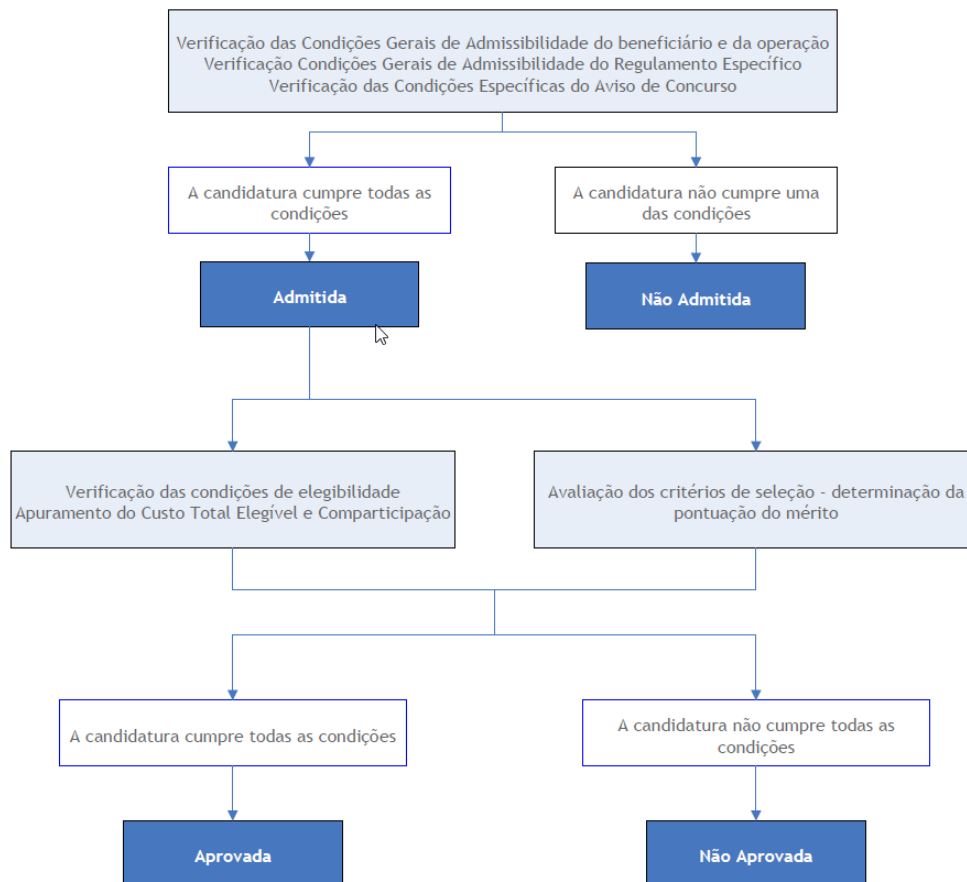 Verificação das Condições Gerais de Admissibilidade do beneficiário e da operação
Verificação Condições Gerais de Admissibilidade do Regulamento Específico
Verificação das Condições Específicas do Aviso de Concurso
A candidatura cumpre todas as
condições
A candidatura não cumpre uma
das condições
Admitida
Não Admitida
Verificação das condições de elegibilidade
Apuramento do Custo Total Elegível e Comparticipação
Avaliação dos critérios de seleção - determinação da
pontuação do mérito
A candidatura cumpre todas as condições
A candidatura não cumpre todas as
condições
Aprovada
Não Aprovada